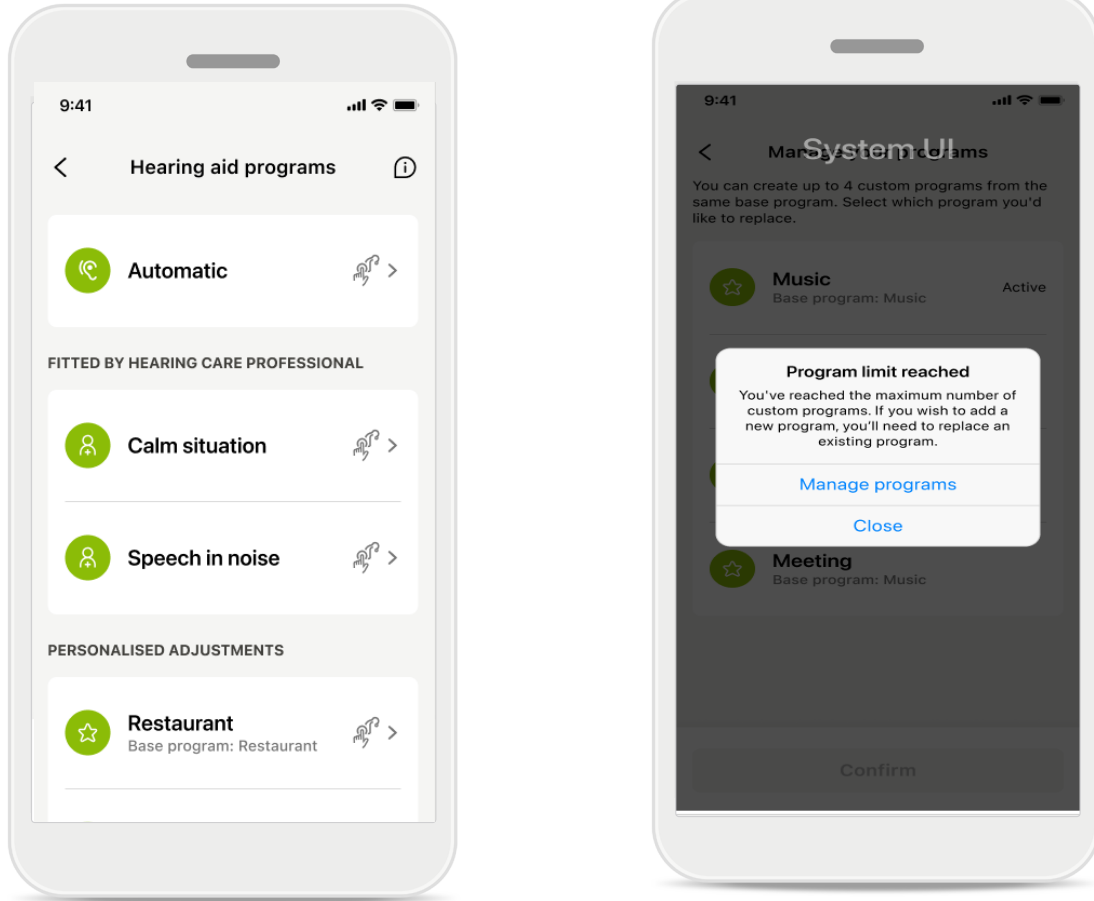 9:41
Hearing aid programs
Automatic
FITTED BY HEARING CARE PROFESSIONAL
Calm situation
Speech in noise
PERSONALISED ADJUSTMENTS
Restaurant
Base program: Restaurant
9:41
System UI
Manage your programs
You can create up to 4 custom programs from the
same base program. Select which program you'd
like to replace.
Music
Base program: Music
Active
Program limit reached
You've reached the maximum number of
custom programs. If you wish to add a
new program, you'll need to replace an
existing program.
Manage programs
Close
Meeting
Base program: Music
Confirm